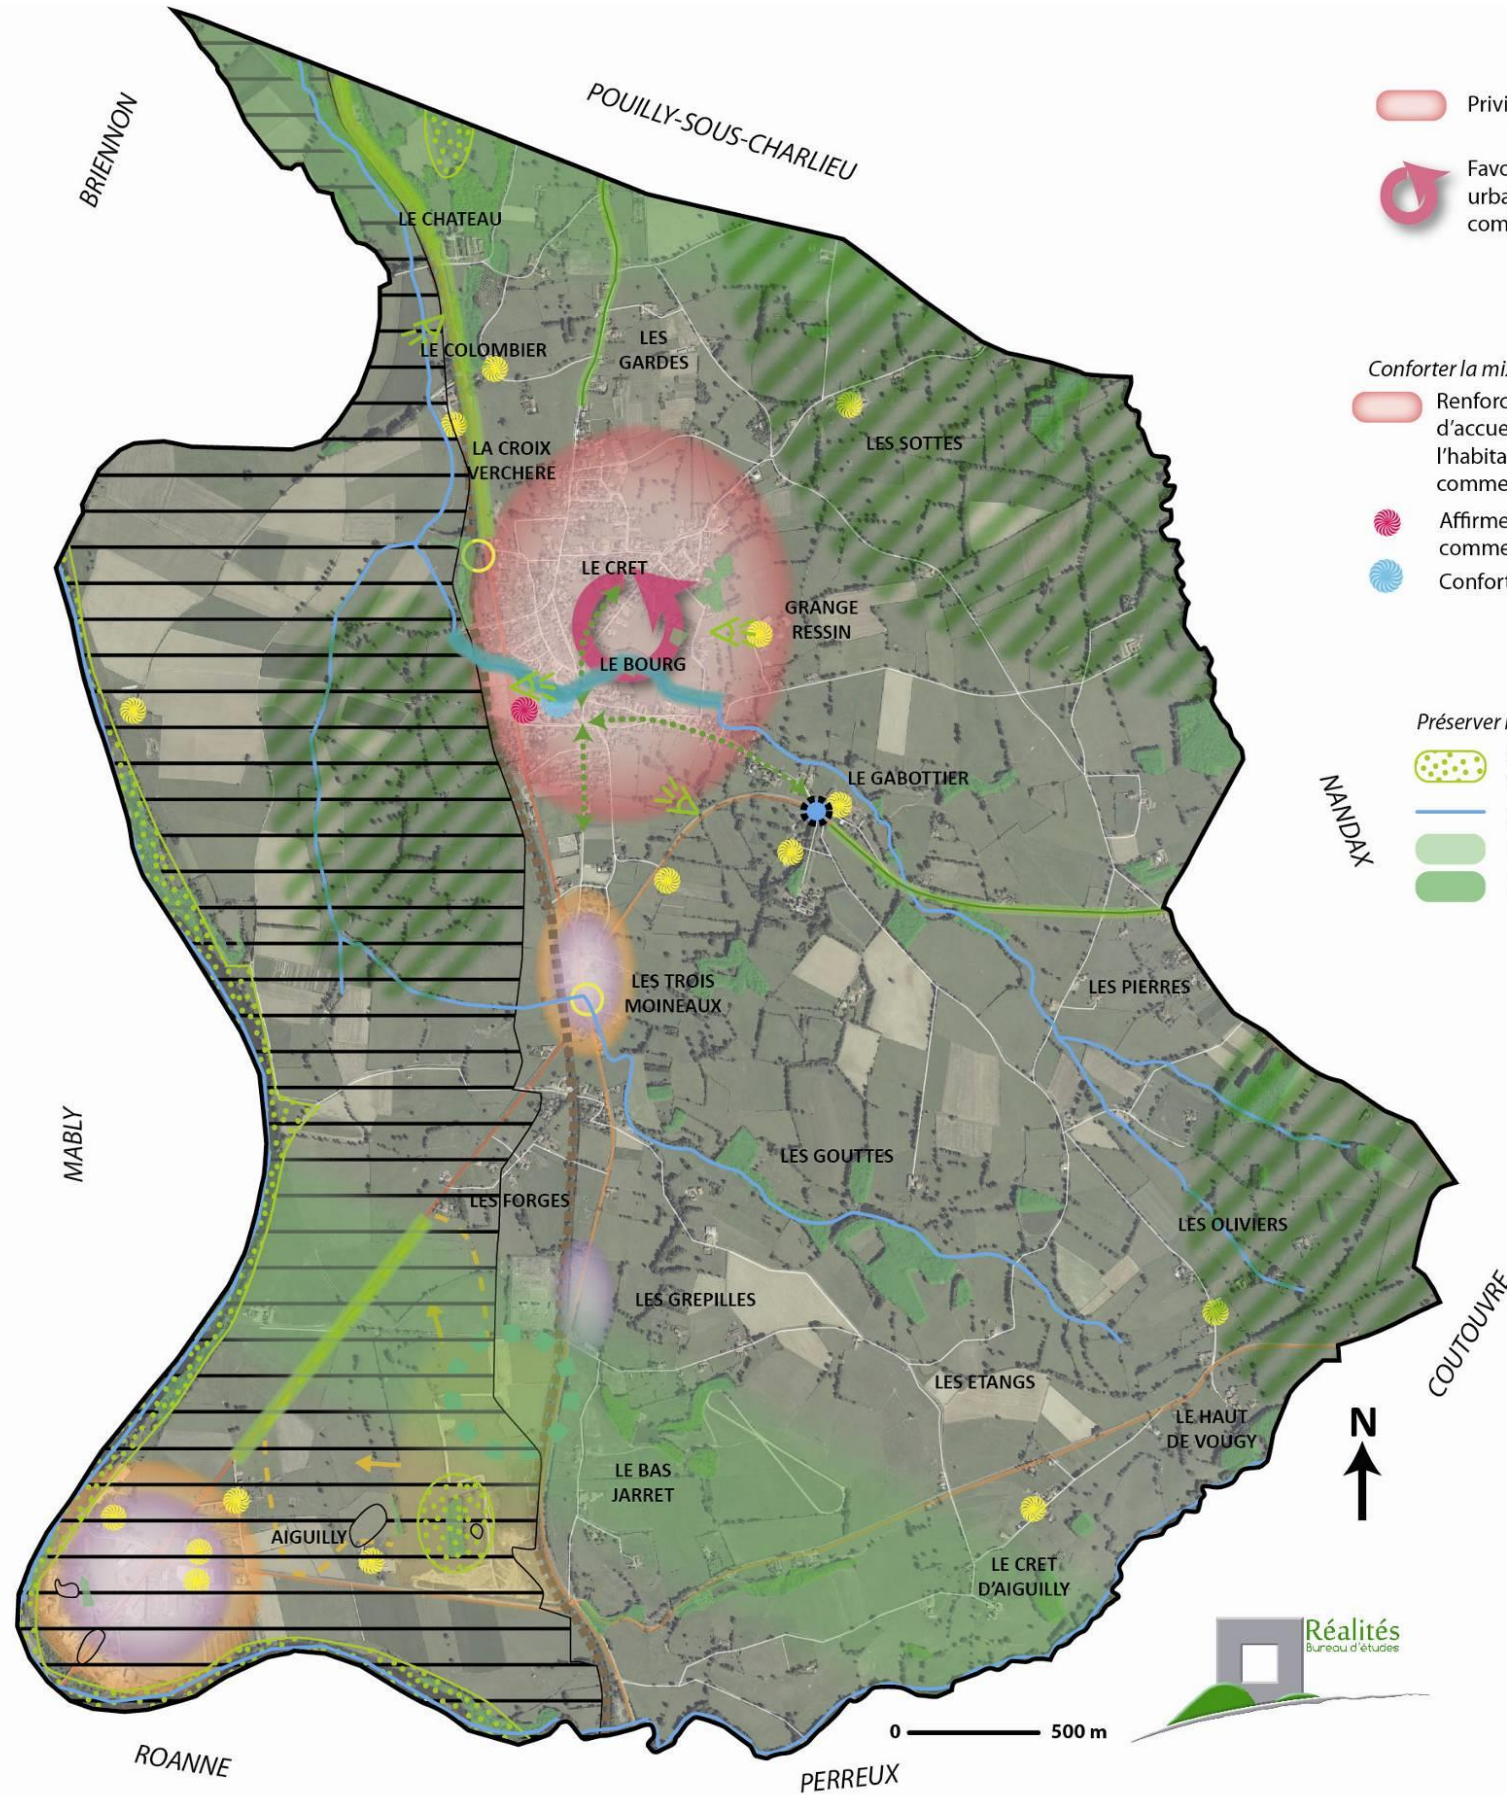 BRIENNON
POUILLY-SOUS-CHARLIEU
LE CHATEAU
LE COLOMBIER
LES
GARDES
LA CROIX
VERCHERE
LES SOTTES
LE CRET
GRANGE
RESSIN
LE BOURG
LE GABOTTIER
NANDAX
LES TROIS
MOINEAUX
LES PIERRES
MABLY
LES GOUTTES
LES FORGES
LES OLIVIERS
LES GREPILLES
COUTOUVRE
LES ETANGS
LE HAUT
DE VOUGY
LE BAS
JARRET
AIGUILLY
LE CRET
D'AIGUILLY
ROANNE
PERREUX
0 500 m
N
Réalités
Bureau d'études
Privi
Favo
urba
com
Conforter la mi
Renforc
d'accue
l'habita
comme
Affirme
comme
Confort
Préserver